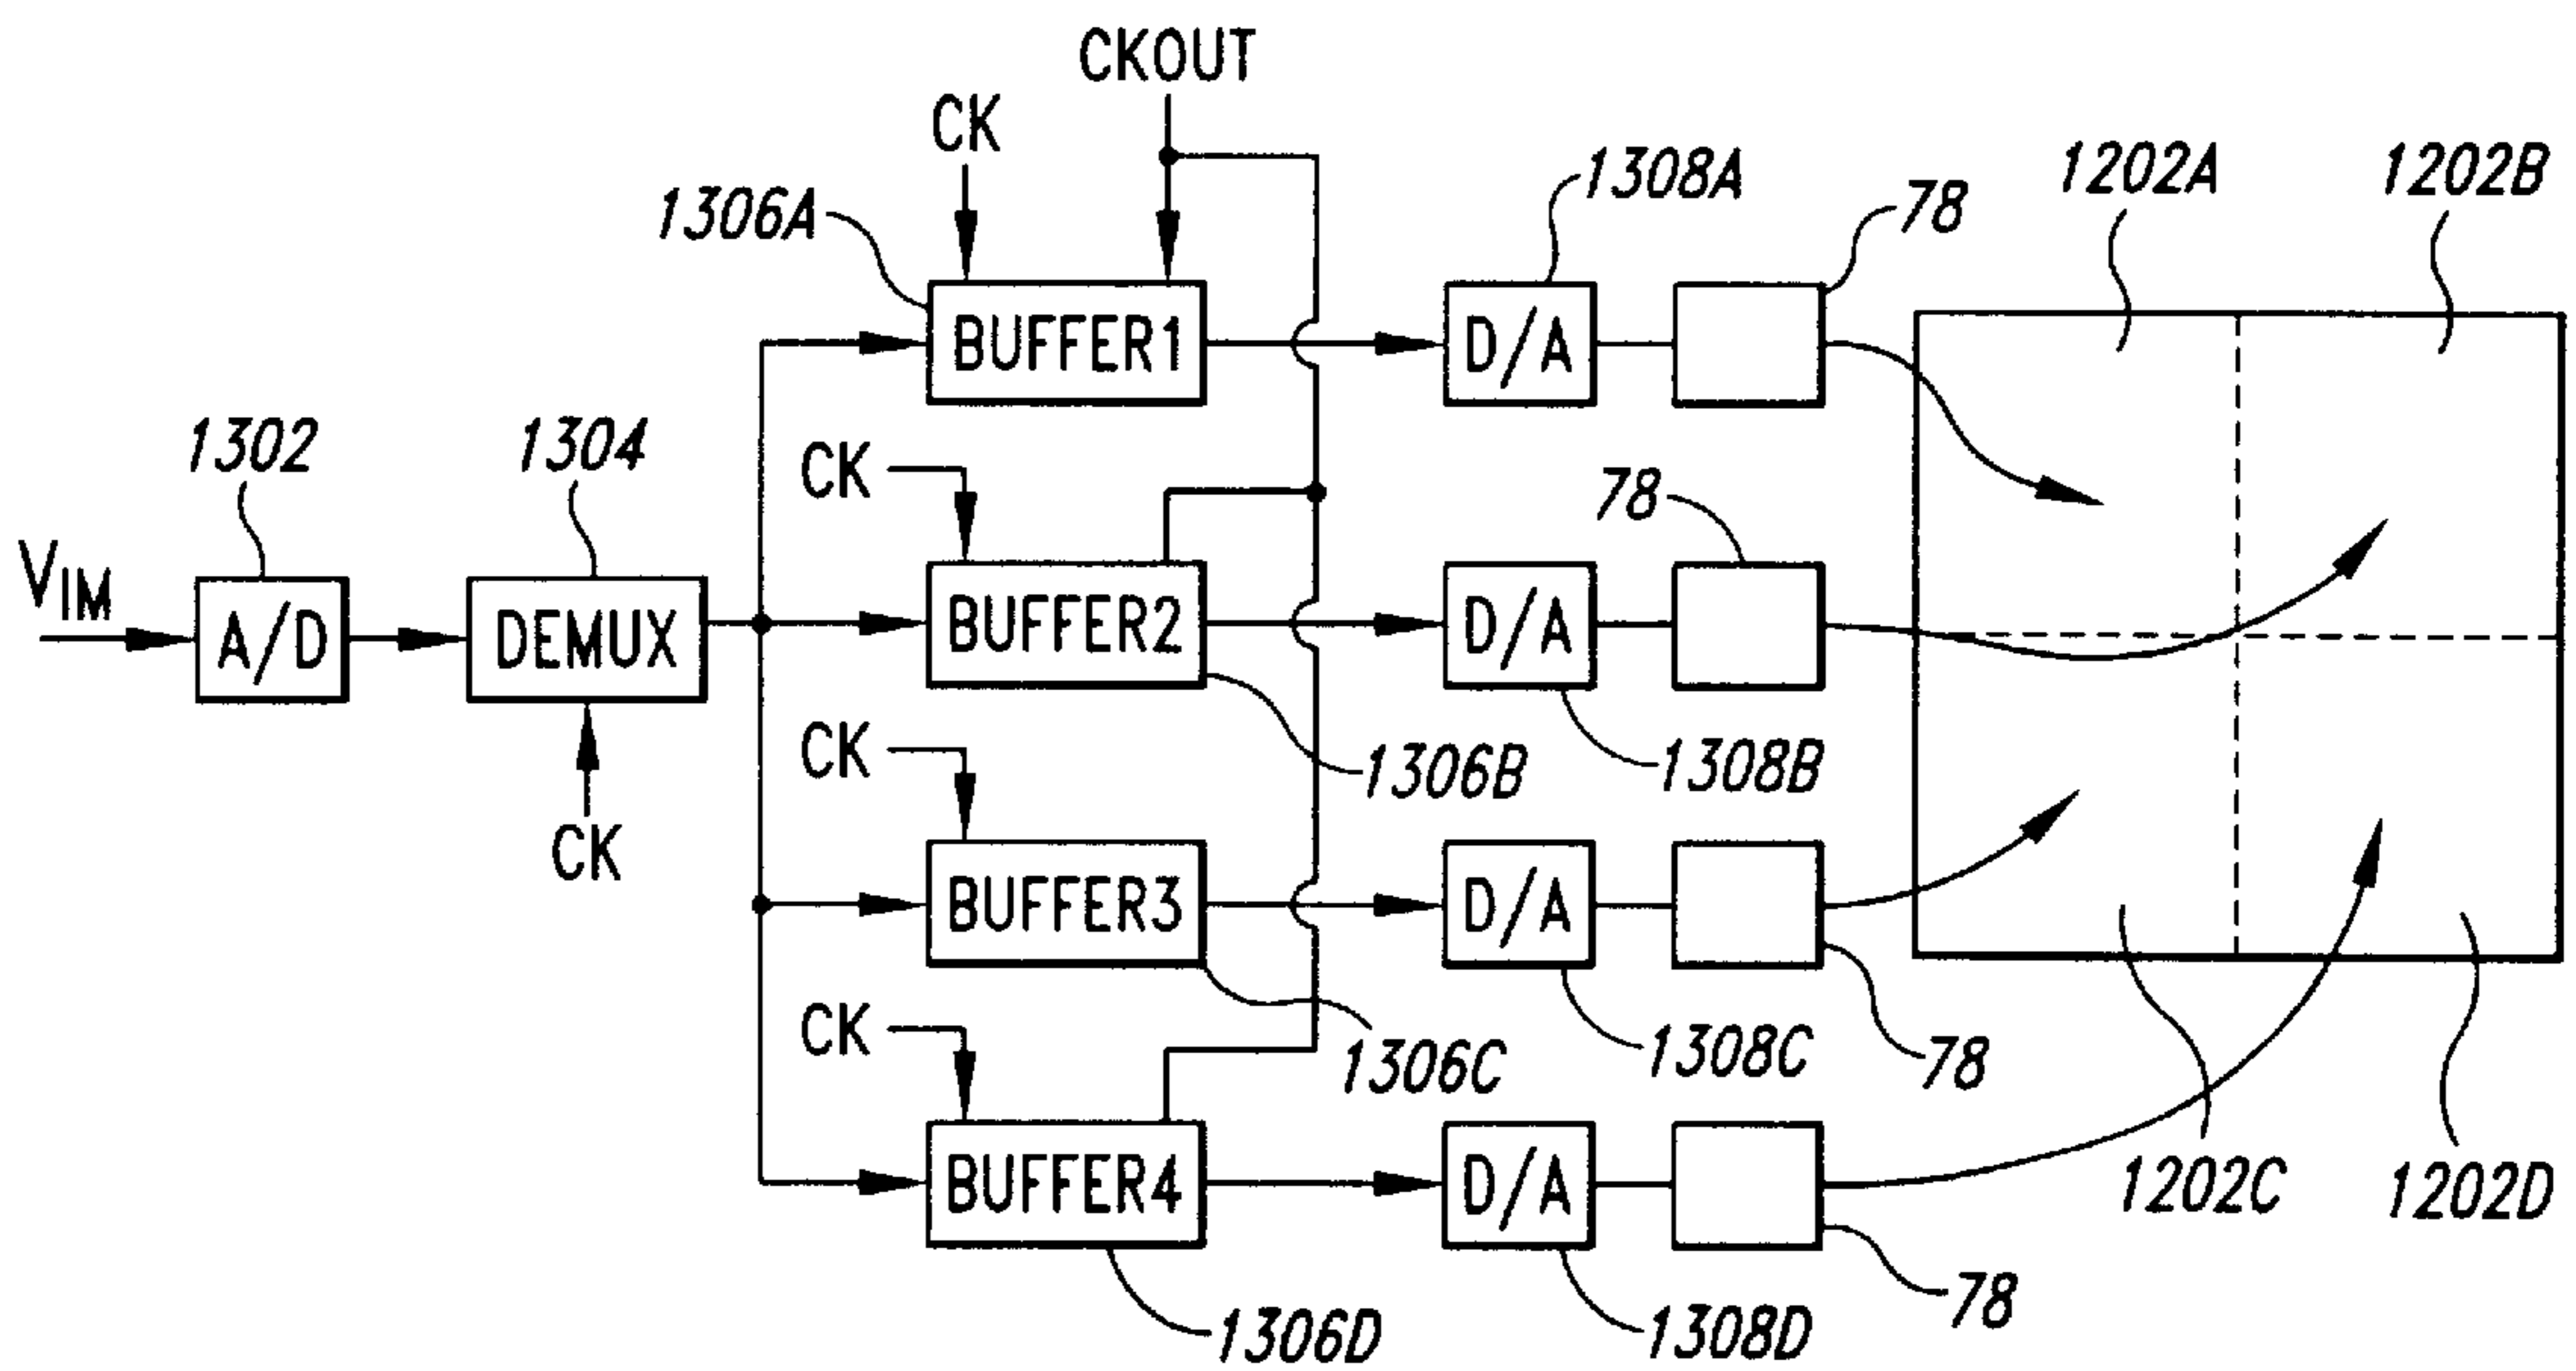 CKOUT
CK
1306A
1308A
78
1202A
1202B
BUFFER1
D/A
1302
1304
CK
78
VIM
A/D
DEMUX
BUFFER2
D/A
CK
CK
1306B
1308B
BUFFER3
D/A
CK
1306C
1308C
78
BUFFER4
D/A
1202C
1202D
1306D
1308D
78